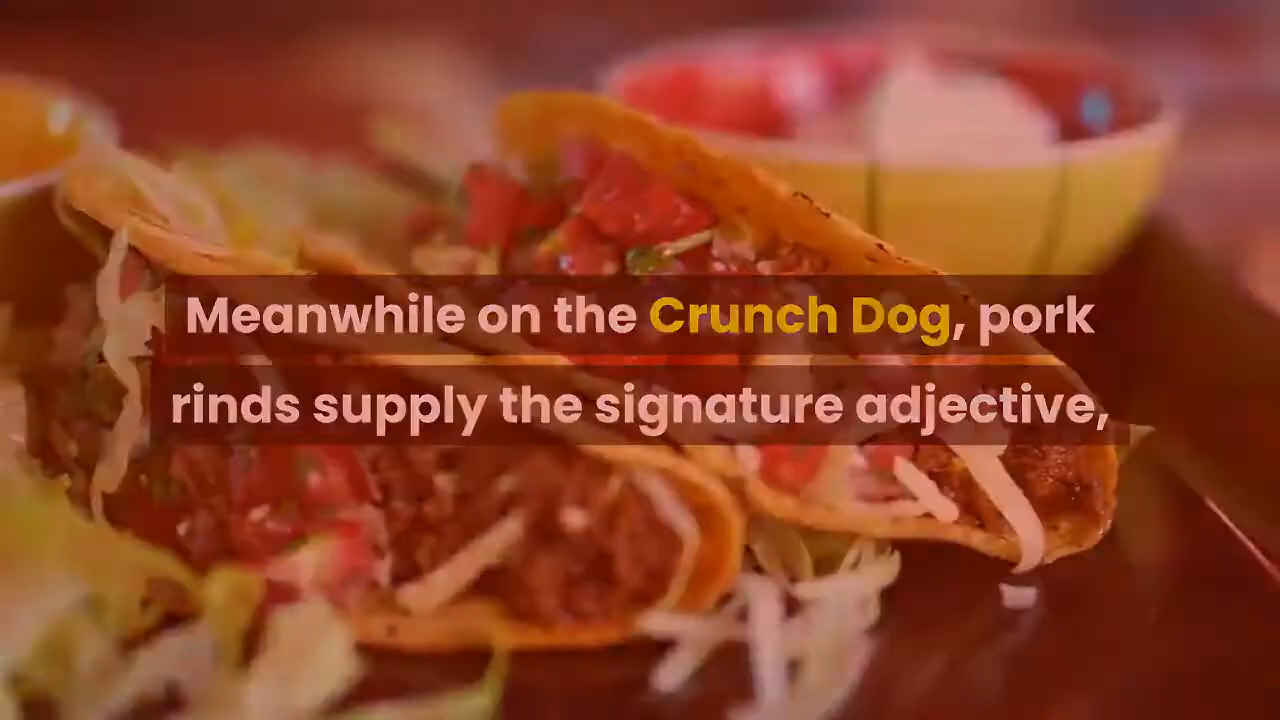 Meanwhile on the Crunch Dog, pork
rinds supply the signature adjective,